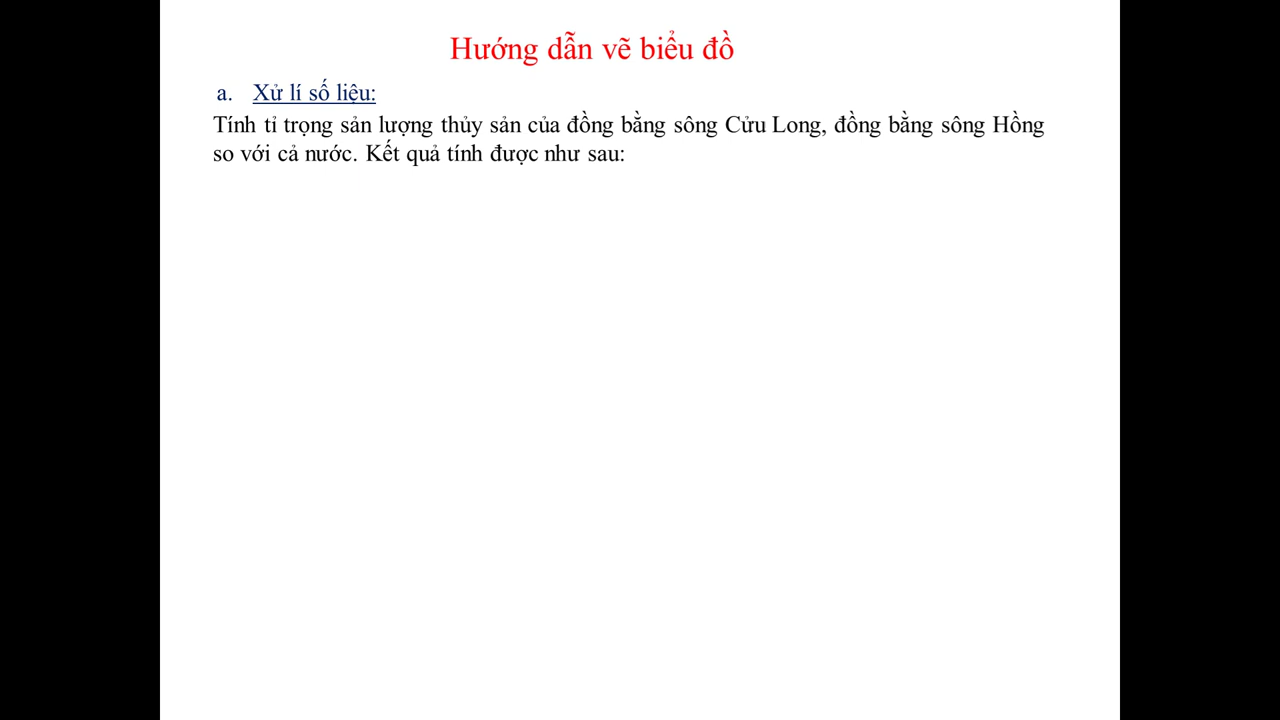 Hướng dẫn vẽ biểu đồ
a. Xử lí số liệu:
Tính tỉ trọng sản lượng thủy sản của đồng bằng sông Cửu Long, đồng bằng sông Hồng
so với cả nước. Kết quả tính được như sau: